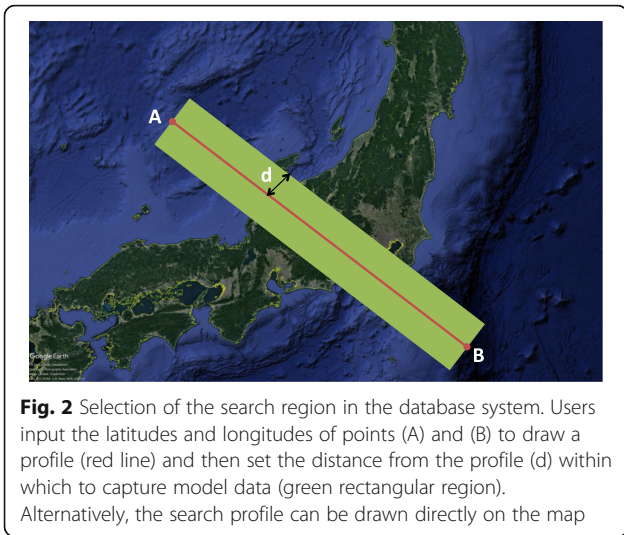 A
d
B
Google Earth
Fig. 2 Selection of the search region in the database system. Users
input the latitudes and longitudes of points (A) and (B) to draw a
profile (red line) and then set the distance from the profile (d) within
which to capture model data (green rectangular region).
Alternatively, the search profile can be drawn directly on the map